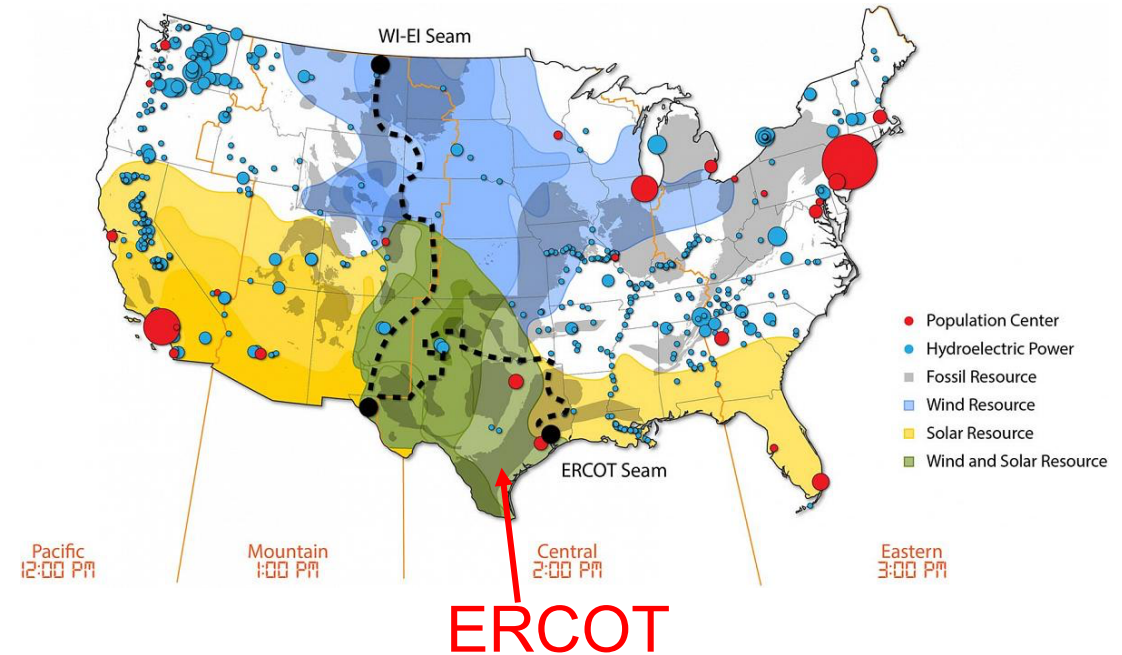 WI-EI Seam
Population Center
Hydroelectric Power
Fossil Resource
Wind Resource
Solar Resource
Wind and Solar Resource
ERCOT Seam
Pacific
12:00 PM
Mountain
1:00 PM
Central
2:00 PM
Eastern
3:00 PM
ERCOT